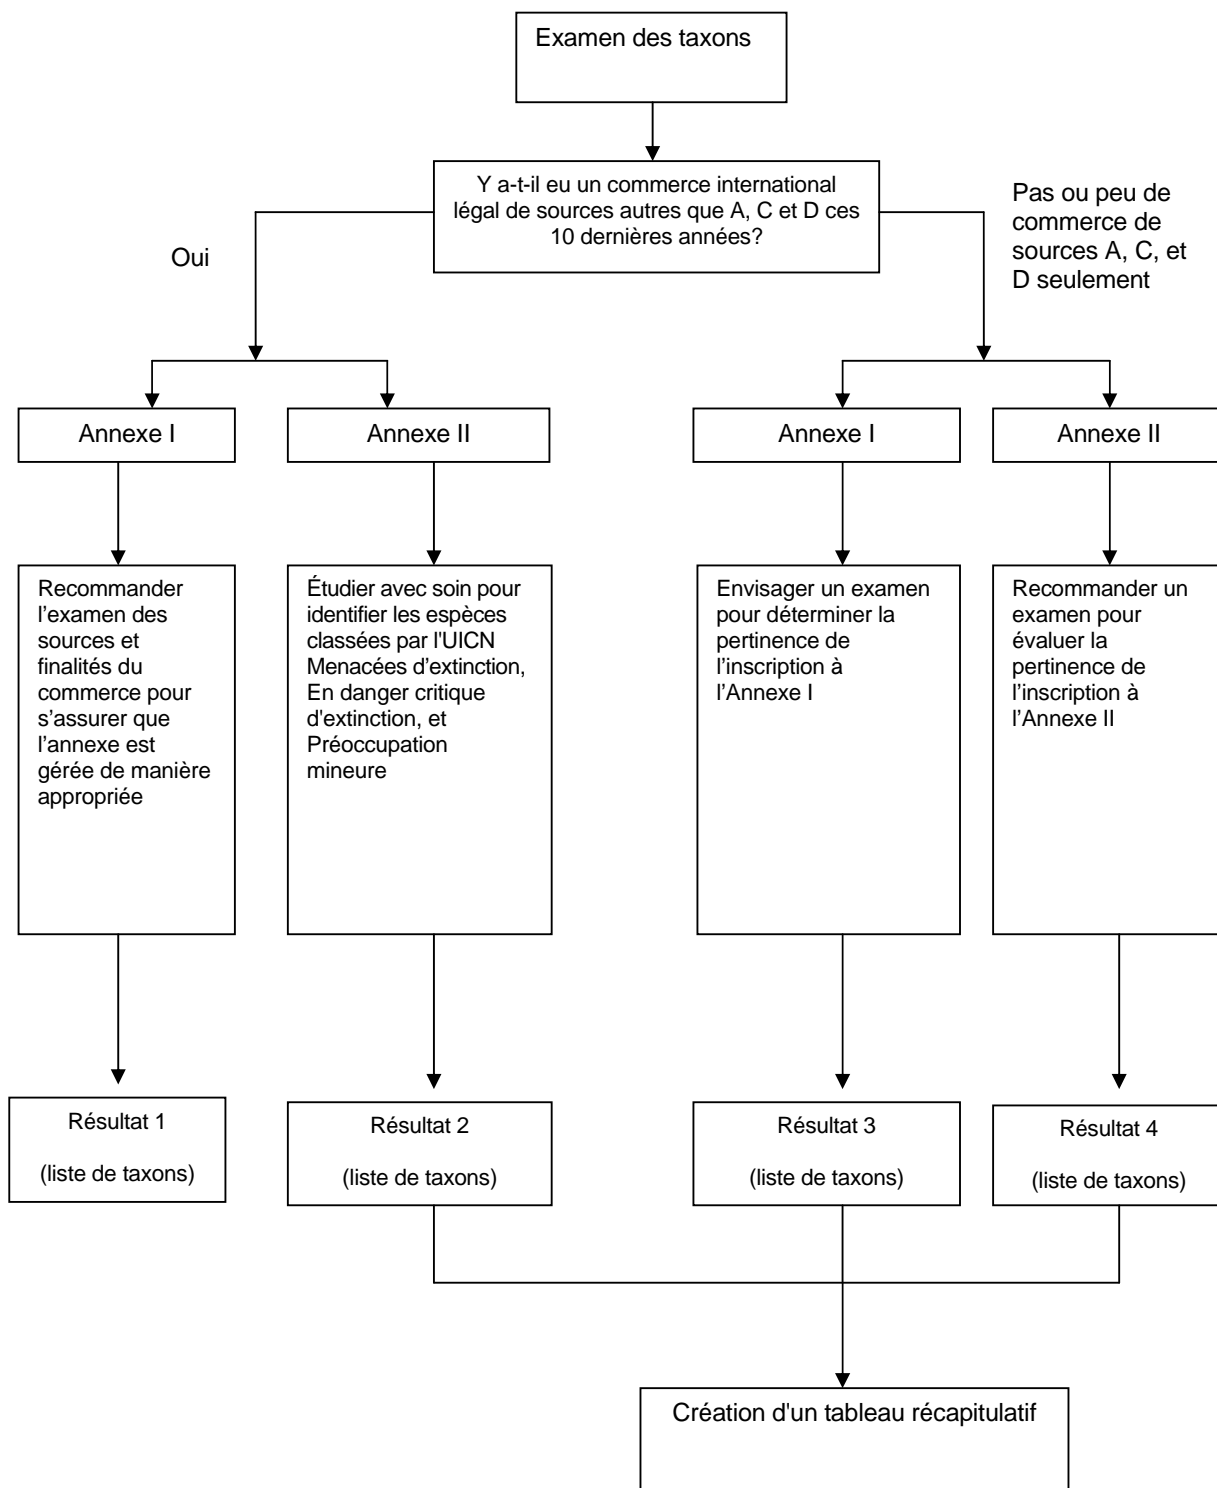 Examen des taxons
Y a-t-il eu un commerce international
légal de sources autres que A, C et D ces
10 dernières années?
Oui
Pas ou peu de
commerce de
sources A, C, et
D seulement
Annexe I
Annexe II
Annexe I
Annexe II
Recommander
l'examen des
sources et
finalités du
commerce pour
s'assurer que
l'annexe est
gérée de manière
appropriée
Étudier avec soin pour
identifier les espèces
classées par l'UICN
Menacées d'extinction,
En danger critique
d'extinction, et
Préoccupation
mineure
Envisager un examen
pour déterminer la
pertinence de
l'inscription à
l'Annexe I
Recommander un
examen pour
évaluer la
pertinence de
l'inscription à
l'Annexe II
Résultat 1
(liste de taxons)
Résultat 2
(liste de taxons)
Résultat 3
(liste de taxons)
Résultat 4
(liste de taxons)
Création d'un tableau récapitulatif